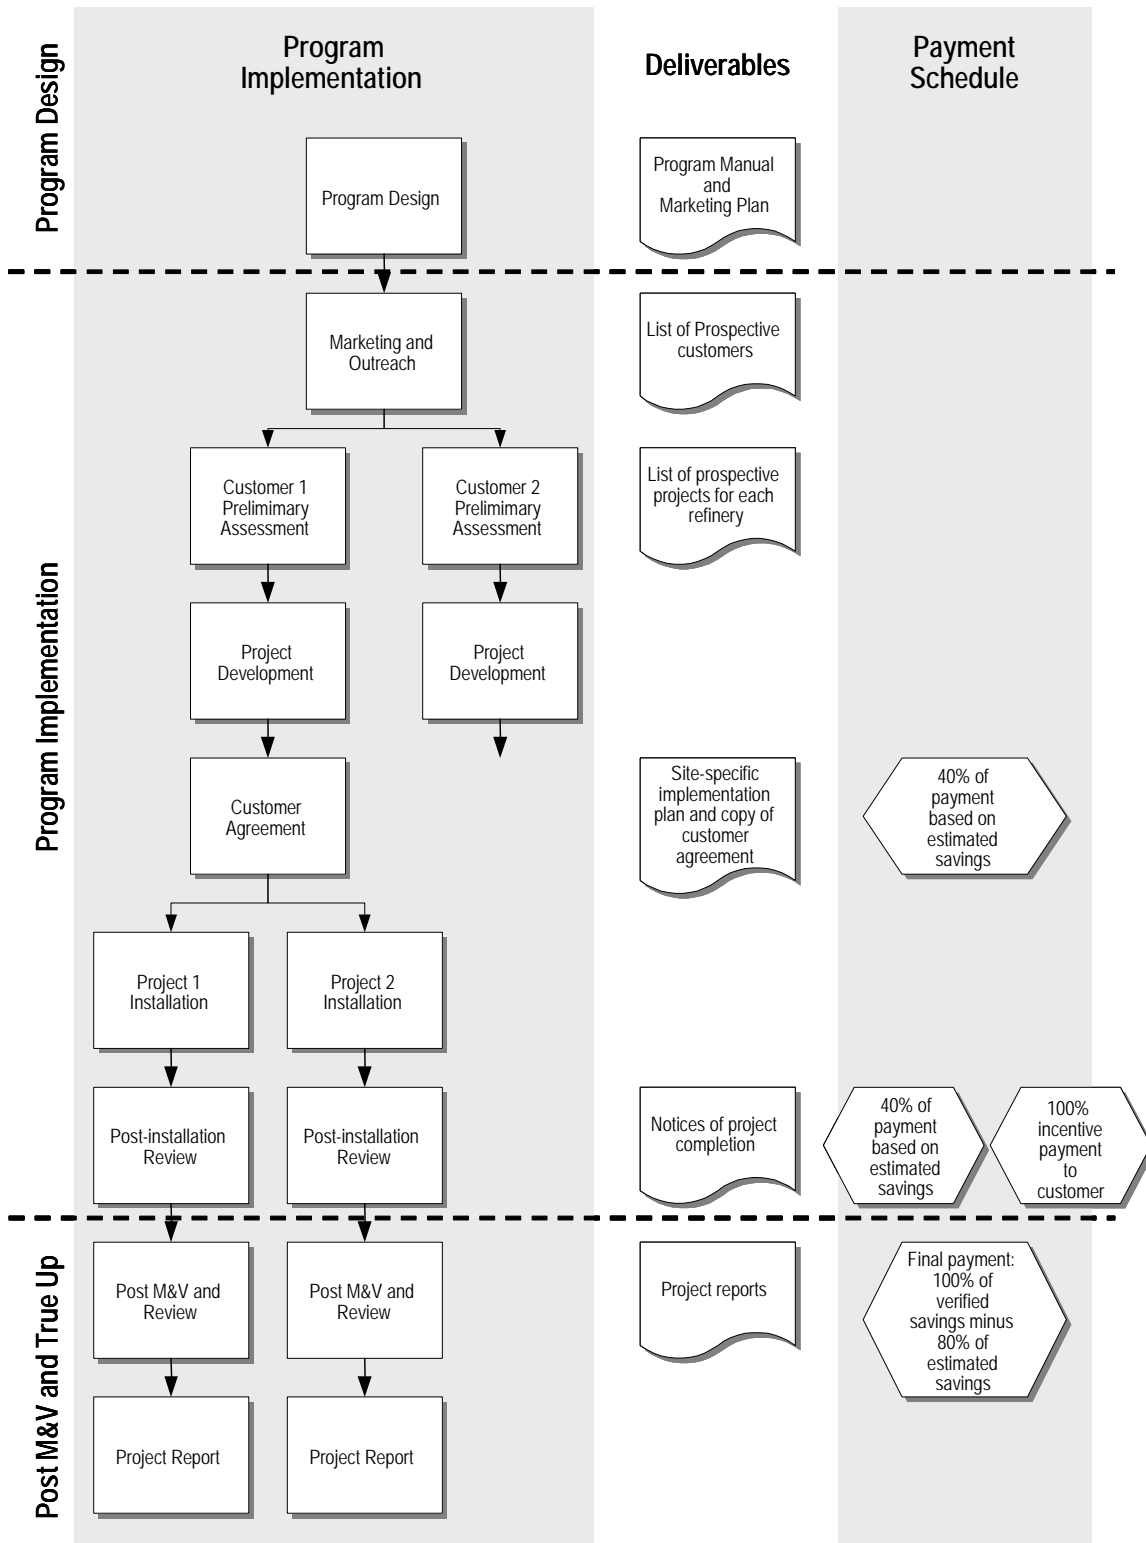 Program
Implementation
Deliverables
Payment
Schedule
Program Design
Program Design
Program Manual
and
Marketing Plan
Program Implementation
Marketing and
Outreach
List of Prospective
customers
Customer 1
Prelimimary
Assessment
Customer 2
Prelimimary
Assessment
List of prospective
projects for each
refinery
Project
Development
Project
Development
Customer
Agreement
Site-specific
implementation
plan and copy of
customer
agreement
40% of
payment
based on
estimated
savings
Project 1
Installation
Project 2
Installation
Post-installation
Review
Post-installation
Review
Notices of project
completion
40% of
payment
based on
estimated
savings
100%
incentive
payment
to
customer
Post M&V and True Up
Post M&V and
Review
Post M&V and
Review
Project reports
Final payment:
100% of
verified
savings minus
80% of
estimated
savings
Project Report
Project Report